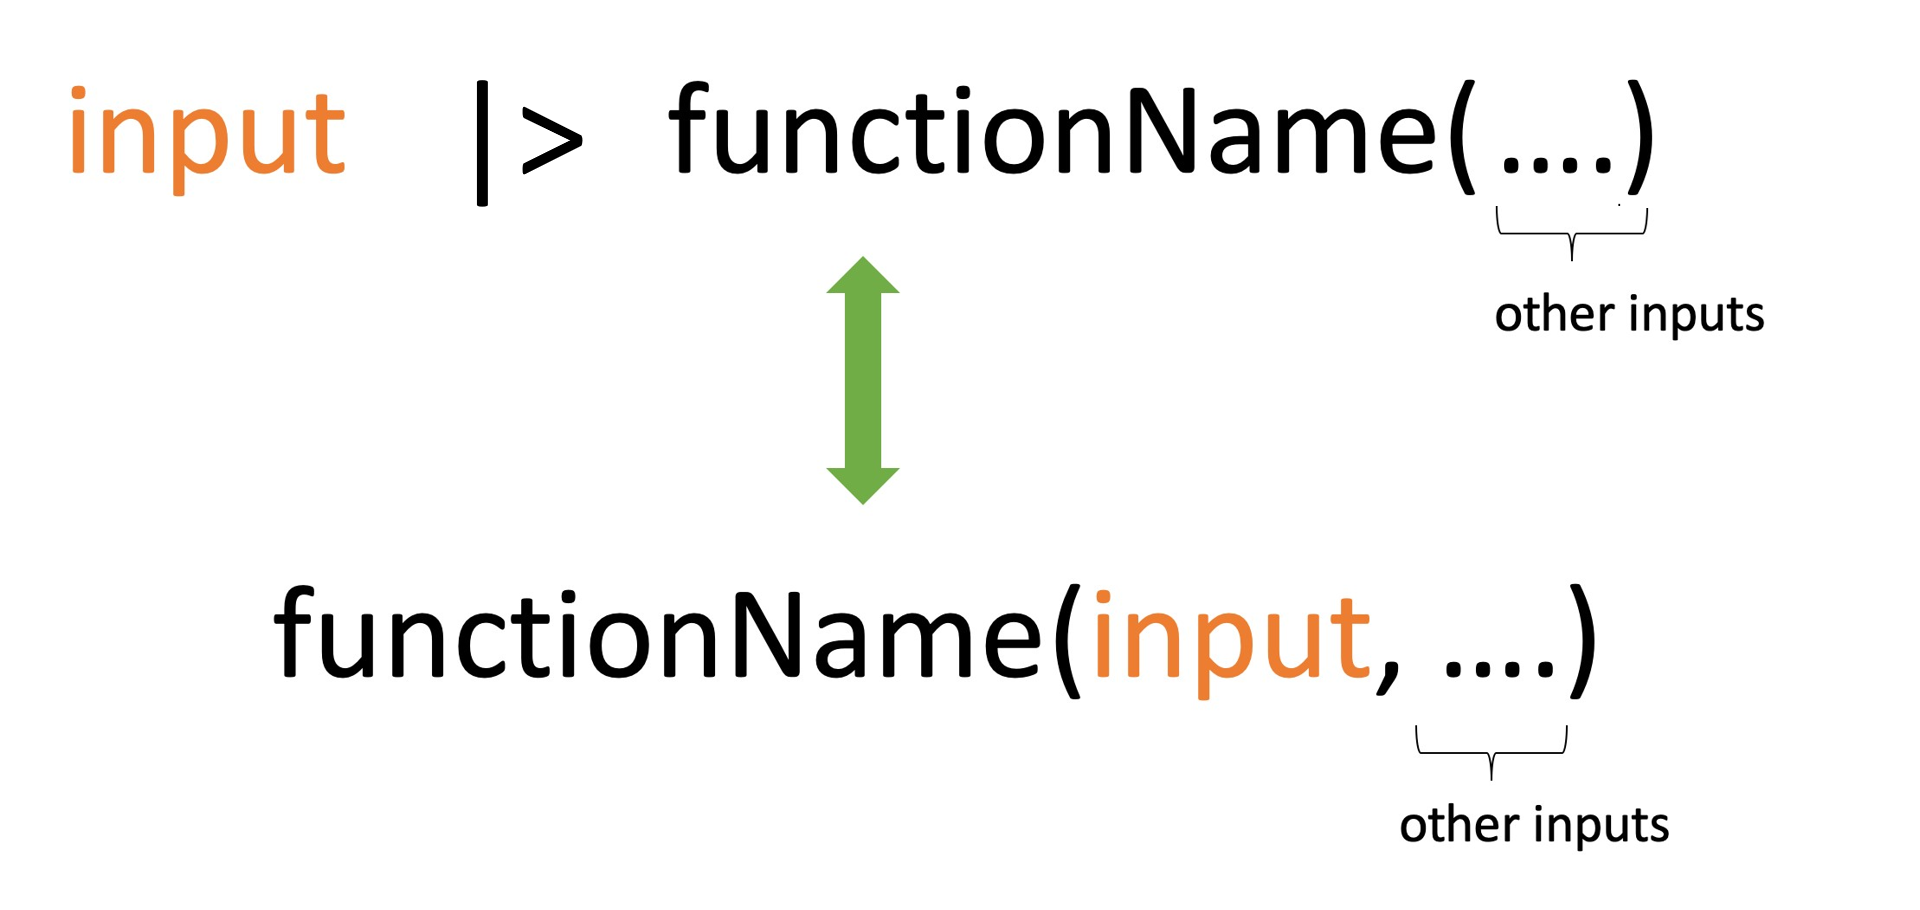 input |> functionName(....)
other inputs
functionName(input, ....)
other inputs